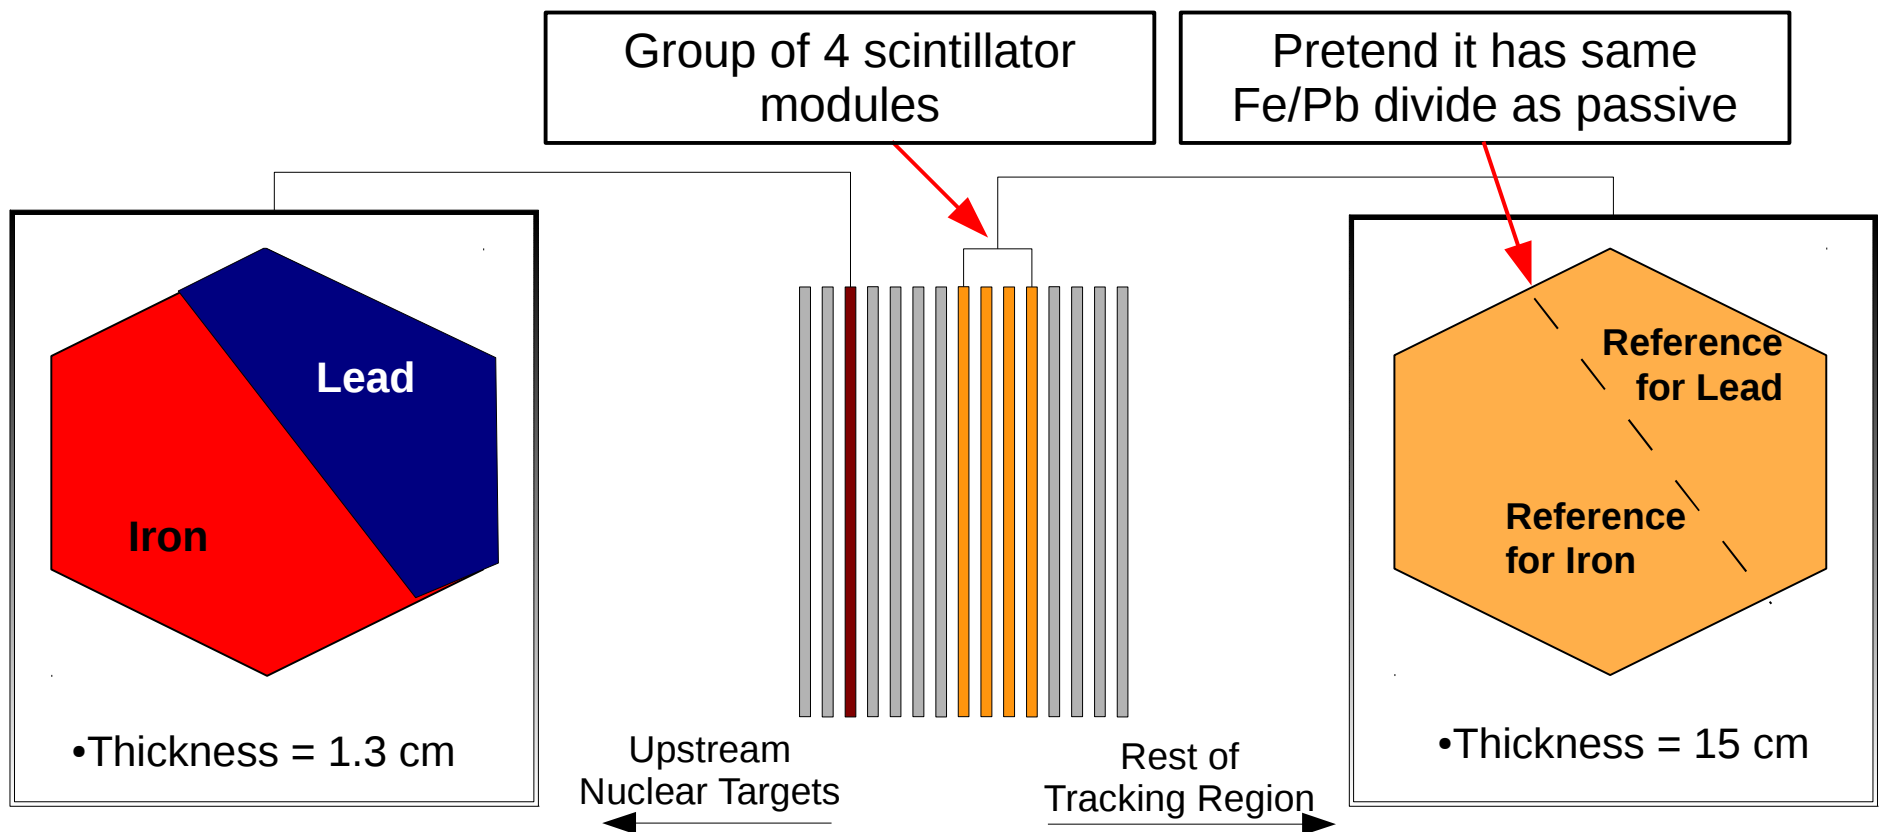 Group of 4 scintillator
modules
Pretend it has same
Fe/Pb divide as passive
Lead
Iron
•Thickness = 1.3 cm
Upstream
Nuclear Targets
Rest of
Tracking Region
Reference
for Lead
Reference
for Iron
•Thickness = 15 cm